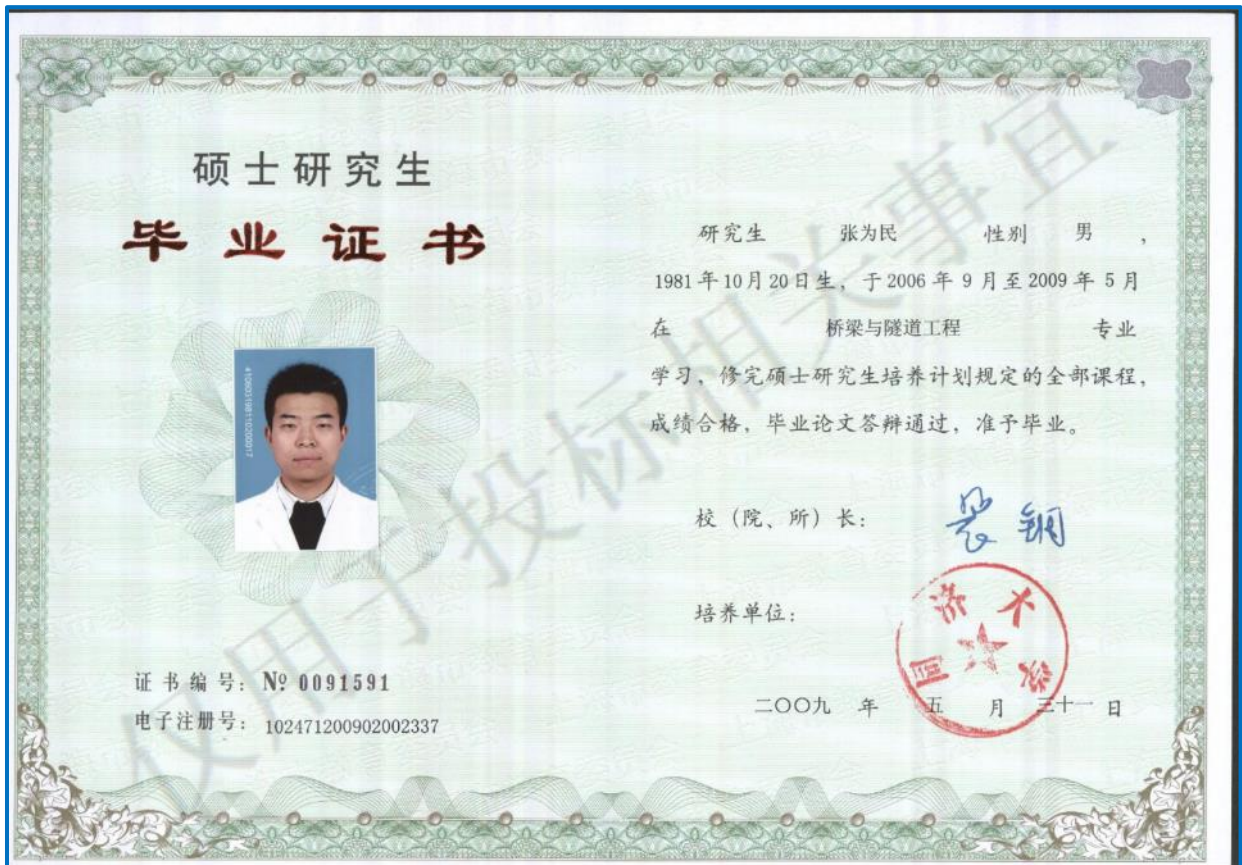 硕士研究生
毕业证书
证书编号：№ 0091591
电子注册号：102471200902002337
研究生 张为民 性别 男 ，
1981年10月20日生，于2006年9月至2009年5月
在 桥梁与隧道工程 专业
学习，修完硕士研究生培养计划规定的全部课程，
成绩合格，毕业论文答辩通过，准予毕业。
校（院、所）长：
培养单位：
同济大学
二〇〇九 年 五 月 三十一 日
仅用于投标相关事宜